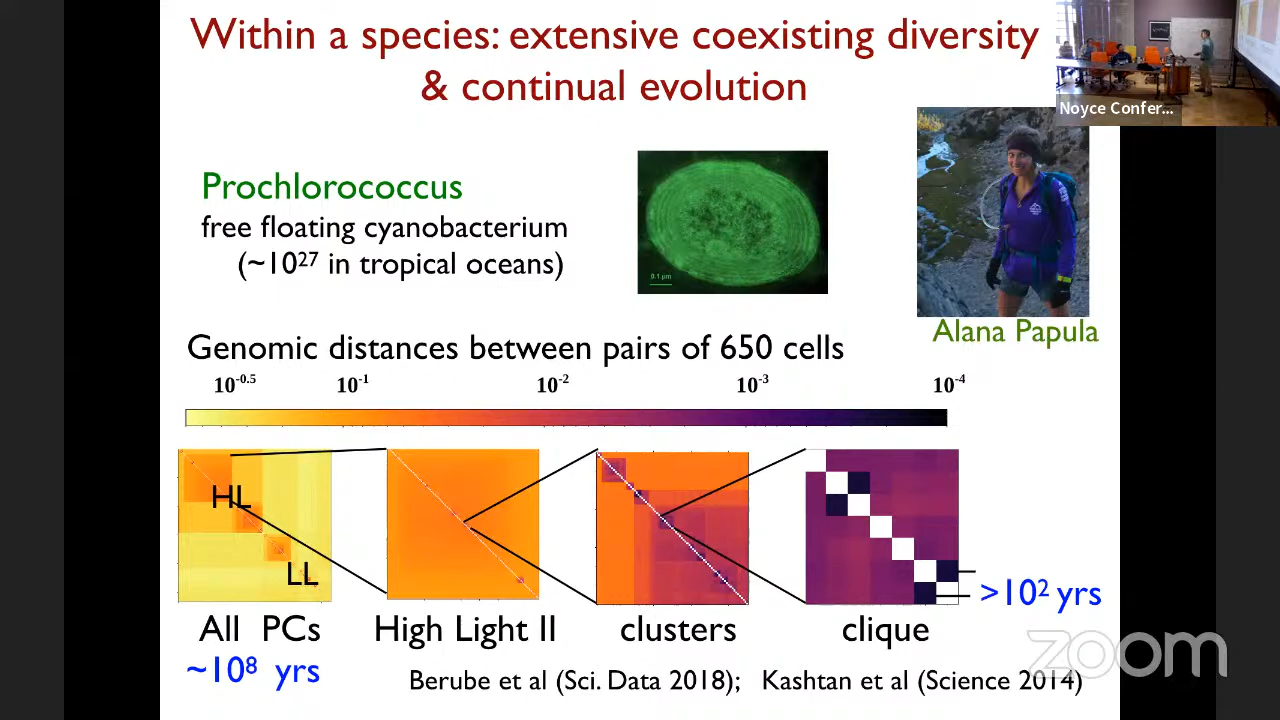 Within a species: extensive coexisting diversity
& continual evolution
Noyce Confer...
Prochlorococcus
free floating cyanobacterium
(~10²⁷ in tropical oceans)
0.1 µm
Alana Papula
Genomic distances between pairs of 650 cells
10⁻⁰·⁵ 10⁻¹ 10⁻² 10⁻³ 10⁻⁴
HL
LL
>10² yrs
All PCs High Light II clusters clique
~10⁸ yrs
Berube et al (Sci. Data 2018); Kashtan et al (Science 2014)
zoom